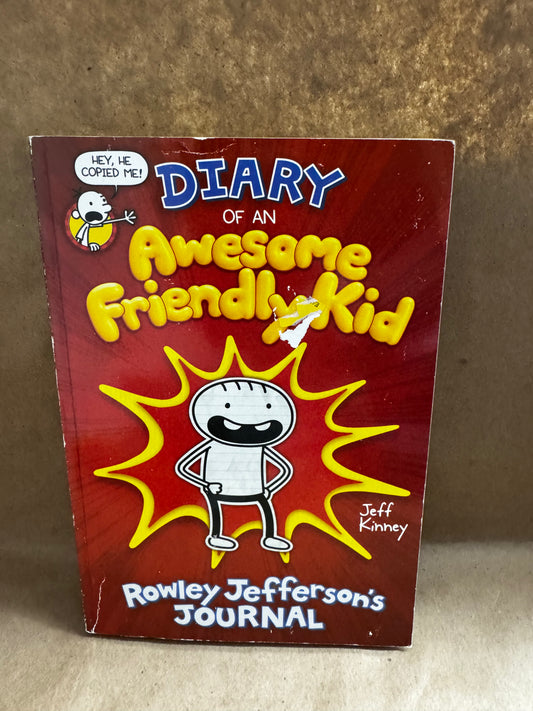 HEY, HE
COPIED ME!
DIARY
OF AN
Awesome
Friendly Kid
Jeff
Kinney
Rowley Jefferson's
JOURNAL